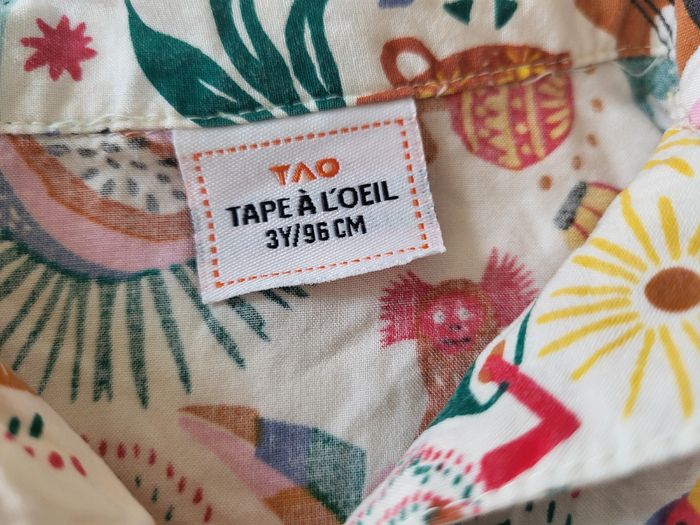 TAO
TAPE À L'OEIL
3Y/96 CM